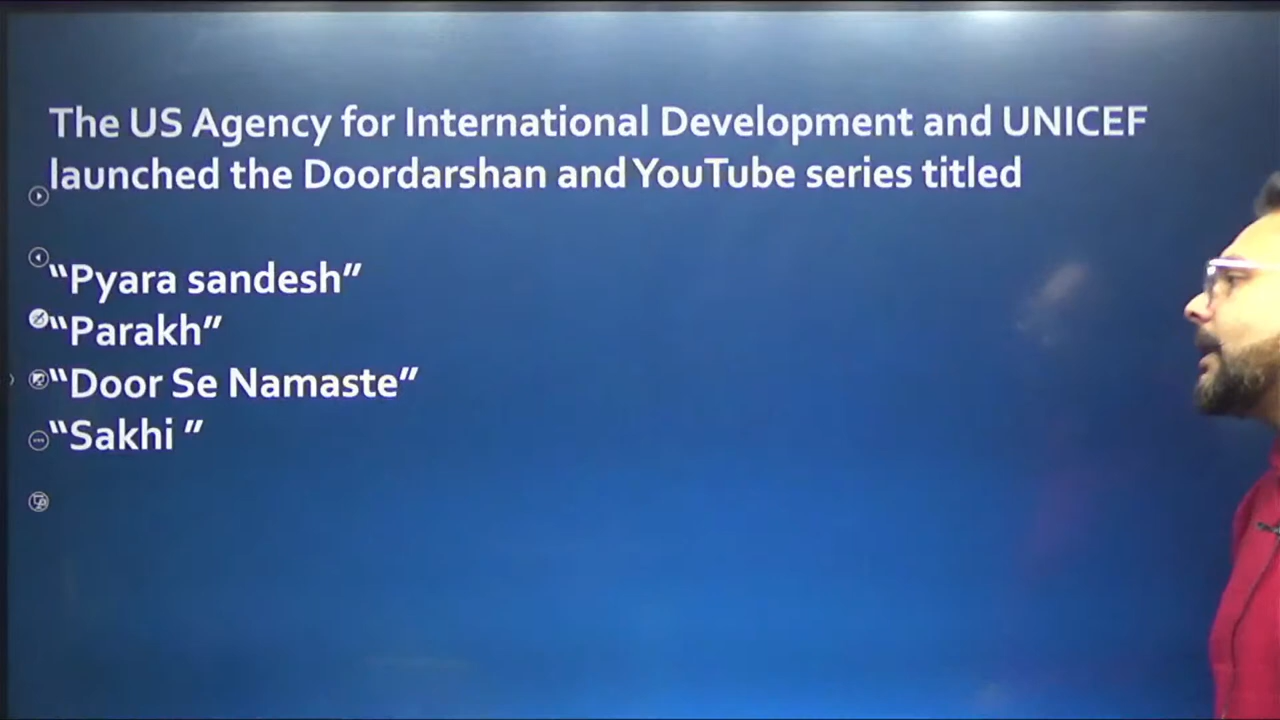 The US Agency for International Development and UNICEF
launched the Doordarshan and YouTube series titled
“Pyara sandesh”
“Parakh”
“Door Se Namaste”
“Sakhi ”